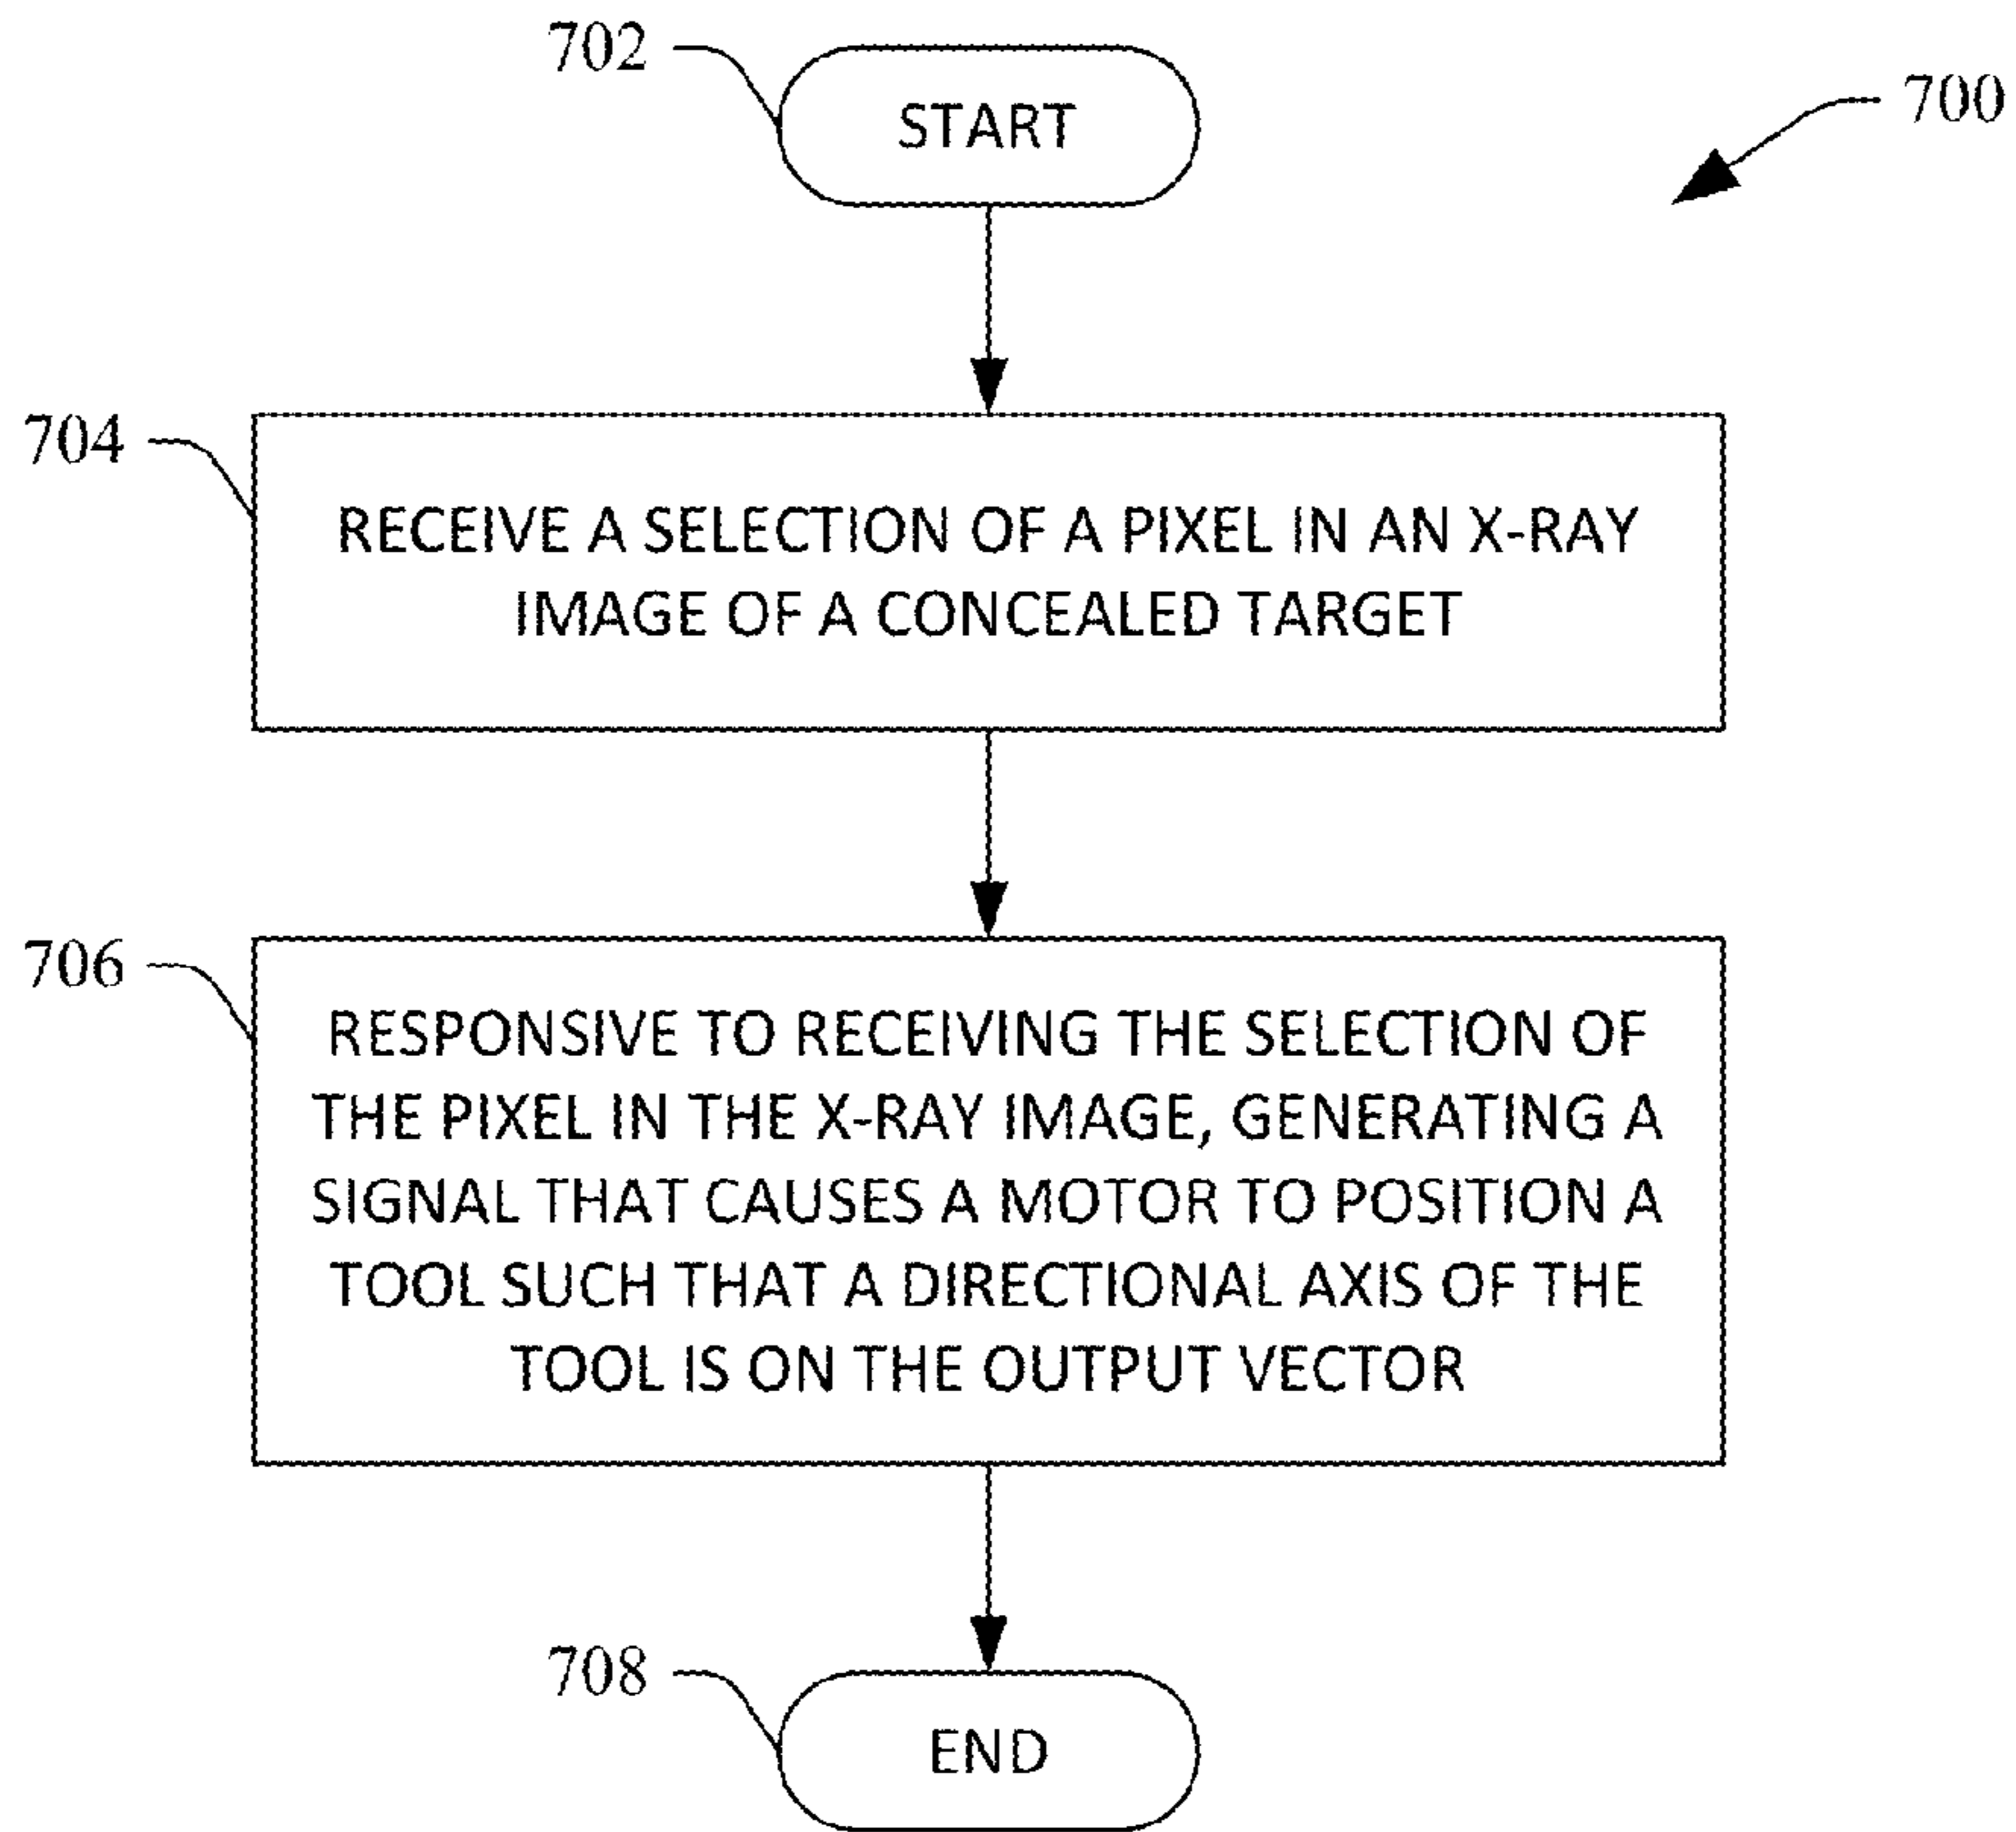 702
START
700
704
RECEIVE A SELECTION OF A PIXEL IN AN X-RAY
IMAGE OF A CONCEALED TARGET
706
RESPONSIVE TO RECEIVING THE SELECTION OF
THE PIXEL IN THE X-RAY IMAGE, GENERATING A
SIGNAL THAT CAUSES A MOTOR TO POSITION A
TOOL SUCH THAT A DIRECTIONAL AXIS OF THE
TOOL IS ON THE OUTPUT VECTOR
708
END